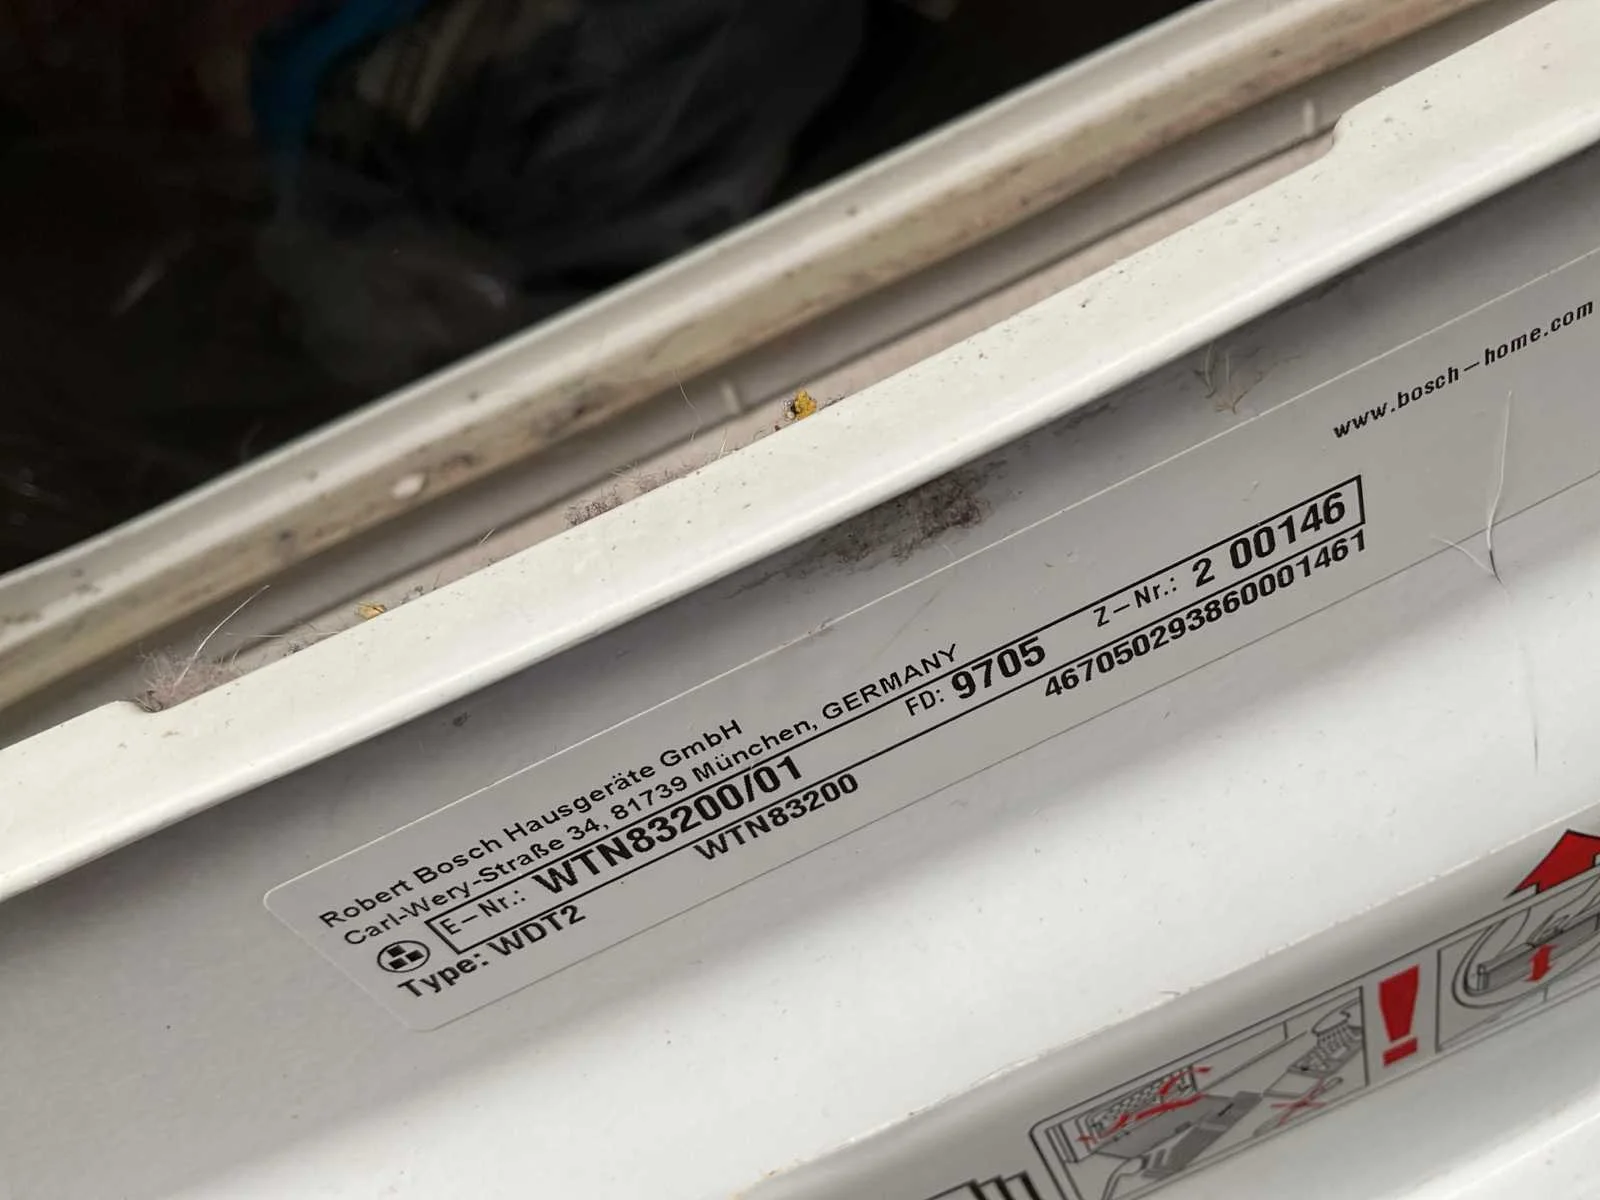 www.bosch-home.com
Robert Bosch Hausgeräte GmbH
Carl-Wery-Straße 34, 81739 München, GERMANY
E-Nr.: WTN83200/01 FD: 9705 Z-Nr.: 2 00146
Type: WDT2 WTN83200 467050293860001461
!